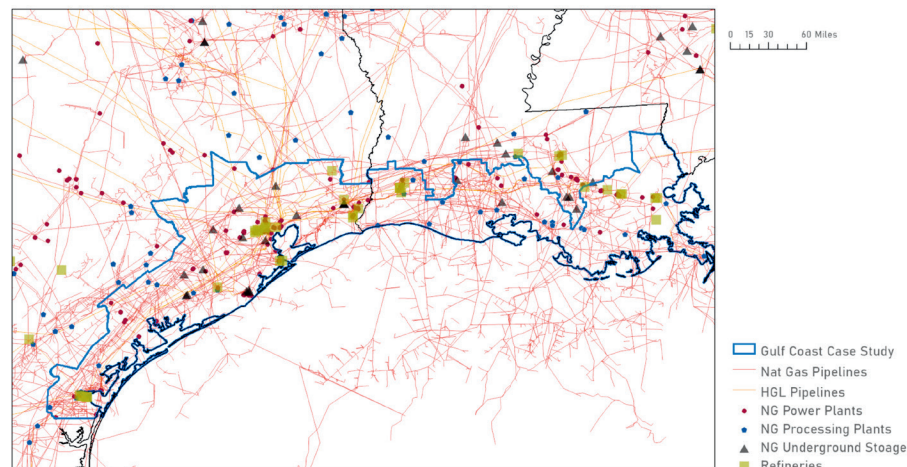 0 15 30 60 Miles
Gulf Coast Case Study
Nat Gas Pipelines
HGL Pipelines
NG Power Plants
NG Processing Plants
NG Underground Stoage
Refineries